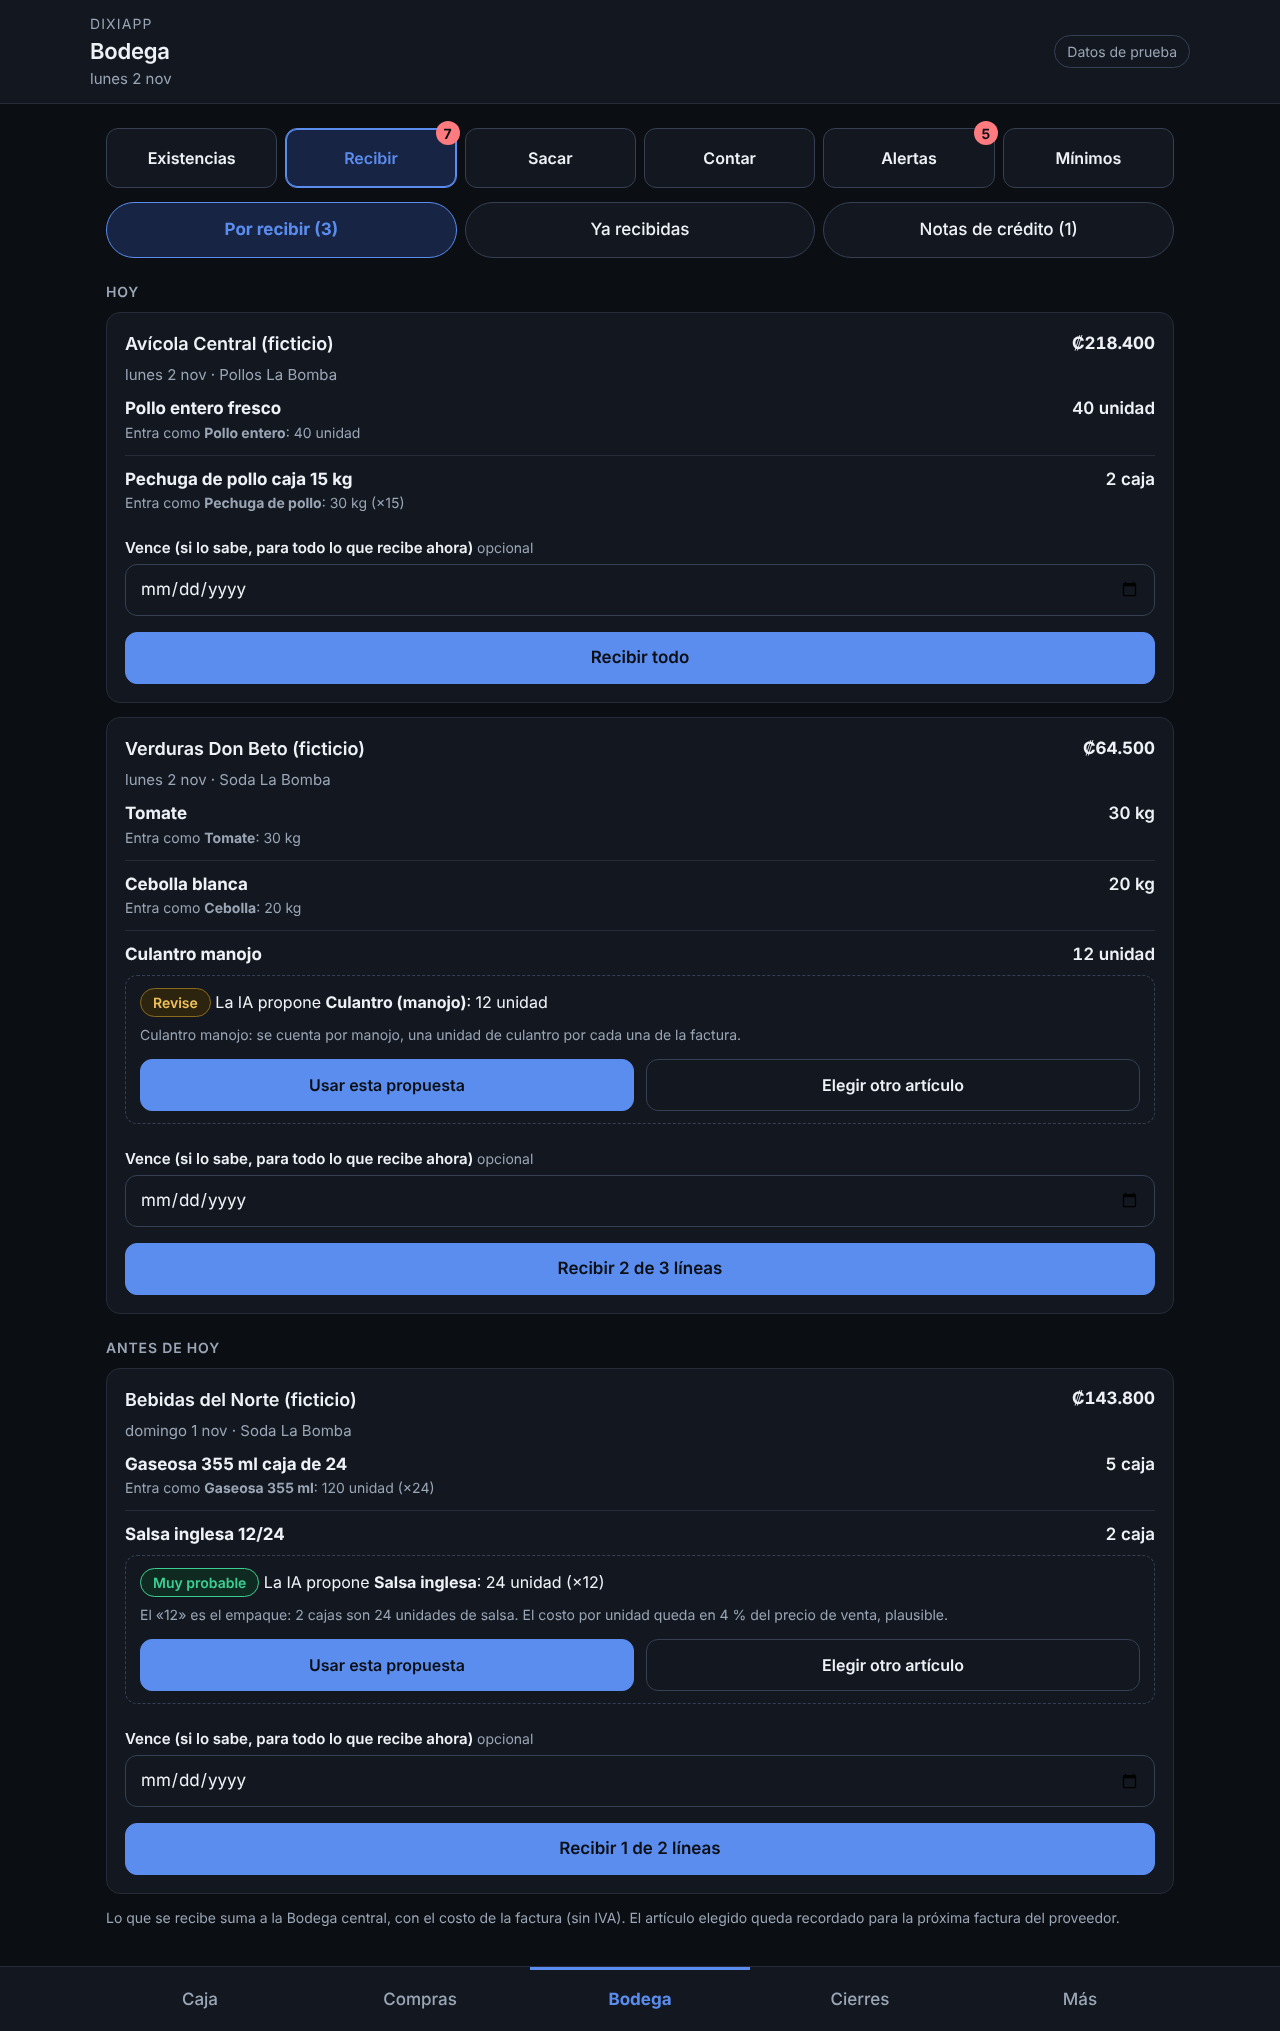 DIXIAPP
Bodega
lunes 2 nov
Datos de prueba
Existencias
Recibir
7
Sacar
Contar
Alertas
5
Mínimos
Por recibir (3)
Ya recibidas
Notas de crédito (1)
HOY
Avícola Central (ficticio)
₡218.400
lunes 2 nov · Pollos La Bomba
Pollo entero fresco
40 unidad
Entra como Pollo entero: 40 unidad
Pechuga de pollo caja 15 kg
2 caja
Entra como Pechuga de pollo: 30 kg (×15)
Vence (si lo sabe, para todo lo que recibe ahora) opcional
mm/dd/yyyy
Recibir todo
Verduras Don Beto (ficticio)
₡64.500
lunes 2 nov · Soda La Bomba
Tomate
30 kg
Entra como Tomate: 30 kg
Cebolla blanca
20 kg
Entra como Cebolla: 20 kg
Culantro manojo
12 unidad
Revise La IA propone Culantro (manojo): 12 unidad
Culantro manojo: se cuenta por manojo, una unidad de culantro por cada una de la factura.
Usar esta propuesta
Elegir otro artículo
Vence (si lo sabe, para todo lo que recibe ahora) opcional
mm/dd/yyyy
Recibir 2 de 3 líneas
ANTES DE HOY
Bebidas del Norte (ficticio)
₡143.800
domingo 1 nov · Soda La Bomba
Gaseosa 355 ml caja de 24
5 caja
Entra como Gaseosa 355 ml: 120 unidad (×24)
Salsa inglesa 12/24
2 caja
Muy probable La IA propone Salsa inglesa: 24 unidad (×12)
El «12» es el empaque: 2 cajas son 24 unidades de salsa. El costo por unidad queda en 4 % del precio de venta, plausible.
Usar esta propuesta
Elegir otro artículo
Vence (si lo sabe, para todo lo que recibe ahora) opcional
mm/dd/yyyy
Recibir 1 de 2 líneas
Lo que se recibe suma a la Bodega central, con el costo de la factura (sin IVA). El artículo elegido queda recordado para la próxima factura del proveedor.
Caja
Compras
Bodega
Cierres
Más